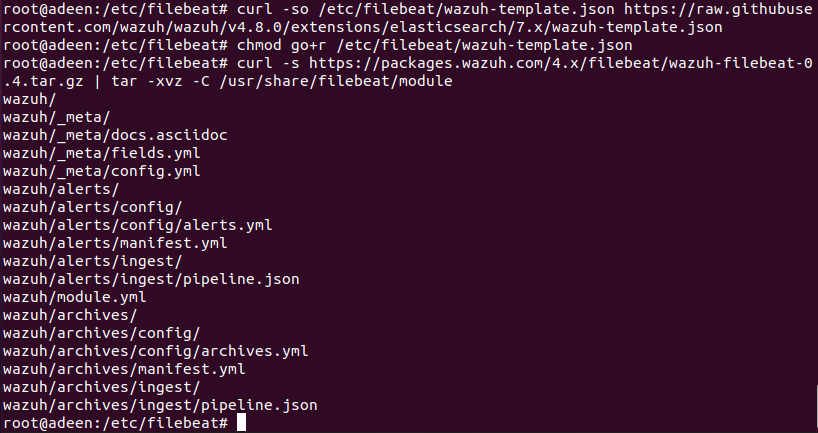 root@adeen:/etc/filebeat# curl -so /etc/filebeat/wazuh-template.json https://raw.githubuse
rcontent.com/wazuh/wazuh/v4.8.0/extensions/elasticsearch/7.x/wazuh-template.json
root@adeen:/etc/filebeat# chmod go+r /etc/filebeat/wazuh-template.json
root@adeen:/etc/filebeat# curl -s https://packages.wazuh.com/4.x/filebeat/wazuh-filebeat-0
.4.tar.gz | tar -xvz -C /usr/share/filebeat/module
wazuh/
wazuh/_meta/
wazuh/_meta/docs.asciidoc
wazuh/_meta/fields.yml
wazuh/_meta/config.yml
wazuh/alerts/
wazuh/alerts/config/
wazuh/alerts/config/alerts.yml
wazuh/alerts/manifest.yml
wazuh/alerts/ingest/
wazuh/alerts/ingest/pipeline.json
wazuh/module.yml
wazuh/archives/
wazuh/archives/config/
wazuh/archives/config/archives.yml
wazuh/archives/manifest.yml
wazuh/archives/ingest/
wazuh/archives/ingest/pipeline.json
root@adeen:/etc/filebeat#